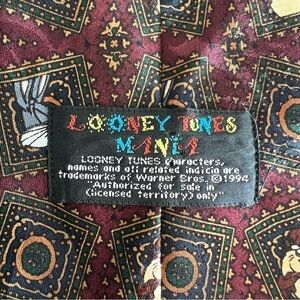 LOONEY TUNES
MANIA
LOONEY TUNES characters,
names and all related indicia are
trademarks of Warner Bros. ©1994
"Authorized for sale in
(licensed territory) only"